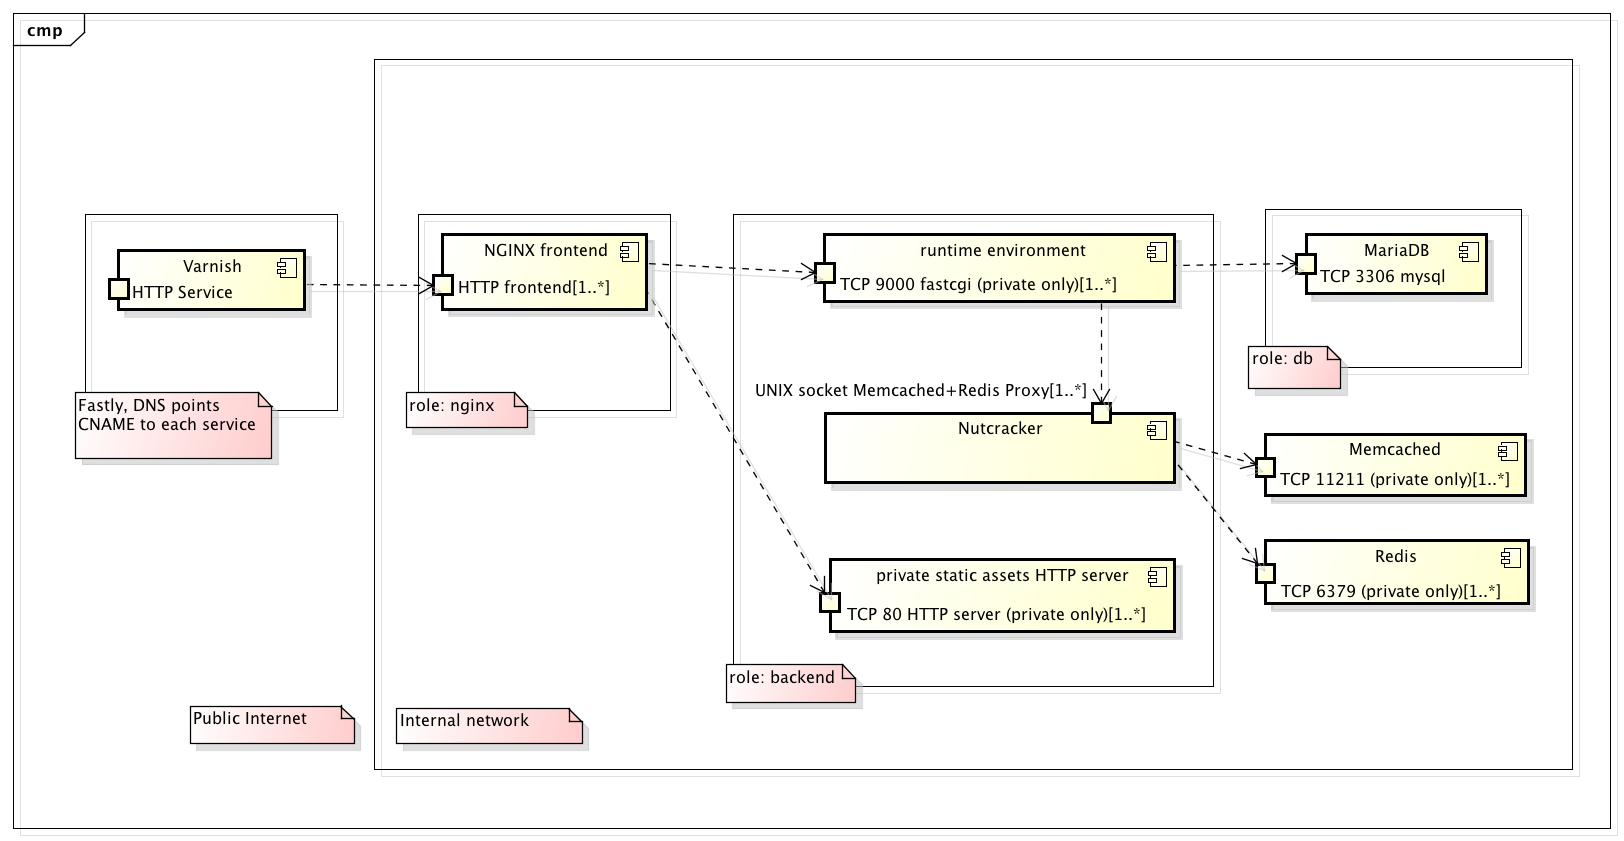 cmp
Varnish
HTTP Service
Fastly, DNS points
CNAME to each service
NGINX frontend
HTTP frontend[1..*]
role: nginx
runtime environment
TCP 9000 fastcgi (private only)[1..*]
UNIX socket Memcached+Redis Proxy[1..*]
Nutcracker
private static assets HTTP server
TCP 80 HTTP server (private only)[1..*]
role: backend
MariaDB
TCP 3306 mysql
role: db
Memcached
TCP 11211 (private only)[1..*]
Redis
TCP 6379 (private only)[1..*]
Public Internet
Internal network